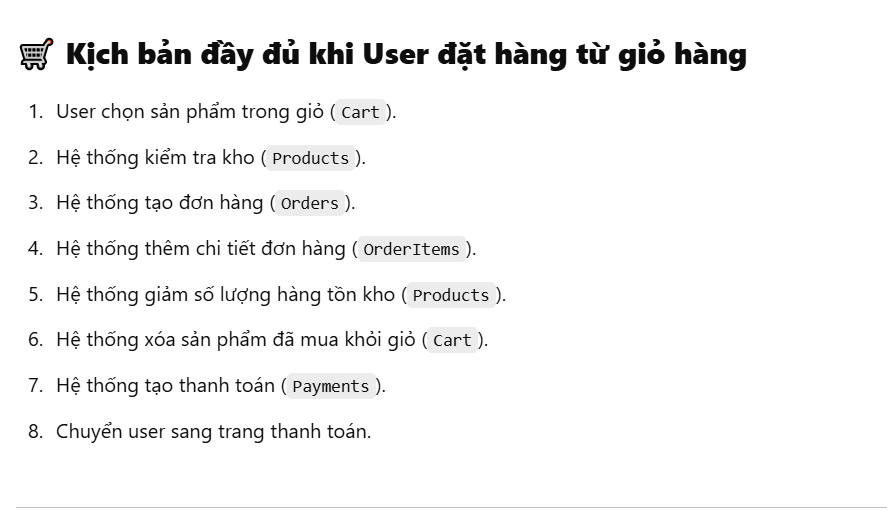 Kịch bản đầy đủ khi User đặt hàng từ giỏ hàng
1. User chọn sản phẩm trong giỏ (Cart).
2. Hệ thống kiểm tra kho (Products).
3. Hệ thống tạo đơn hàng (Orders).
4. Hệ thống thêm chi tiết đơn hàng (OrderItems).
5. Hệ thống giảm số lượng hàng tồn kho (Products).
6. Hệ thống xóa sản phẩm đã mua khỏi giỏ (Cart).
7. Hệ thống tạo thanh toán (Payments).
8. Chuyển user sang trang thanh toán.